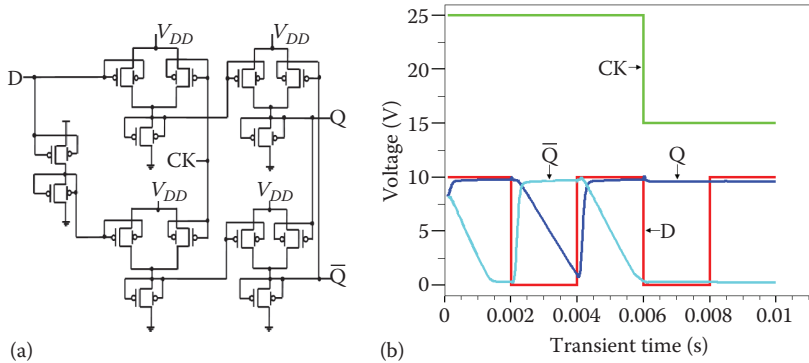 V_DD
V_DD
D
Q
CK
V_DD
V_DD
Q̅
(a)
Voltage (V)
25
20
15
10
5
0
CK
Q̅
Q
D
0
0.002
0.004
0.006
0.008
0.01
Transient time (s)
(b)